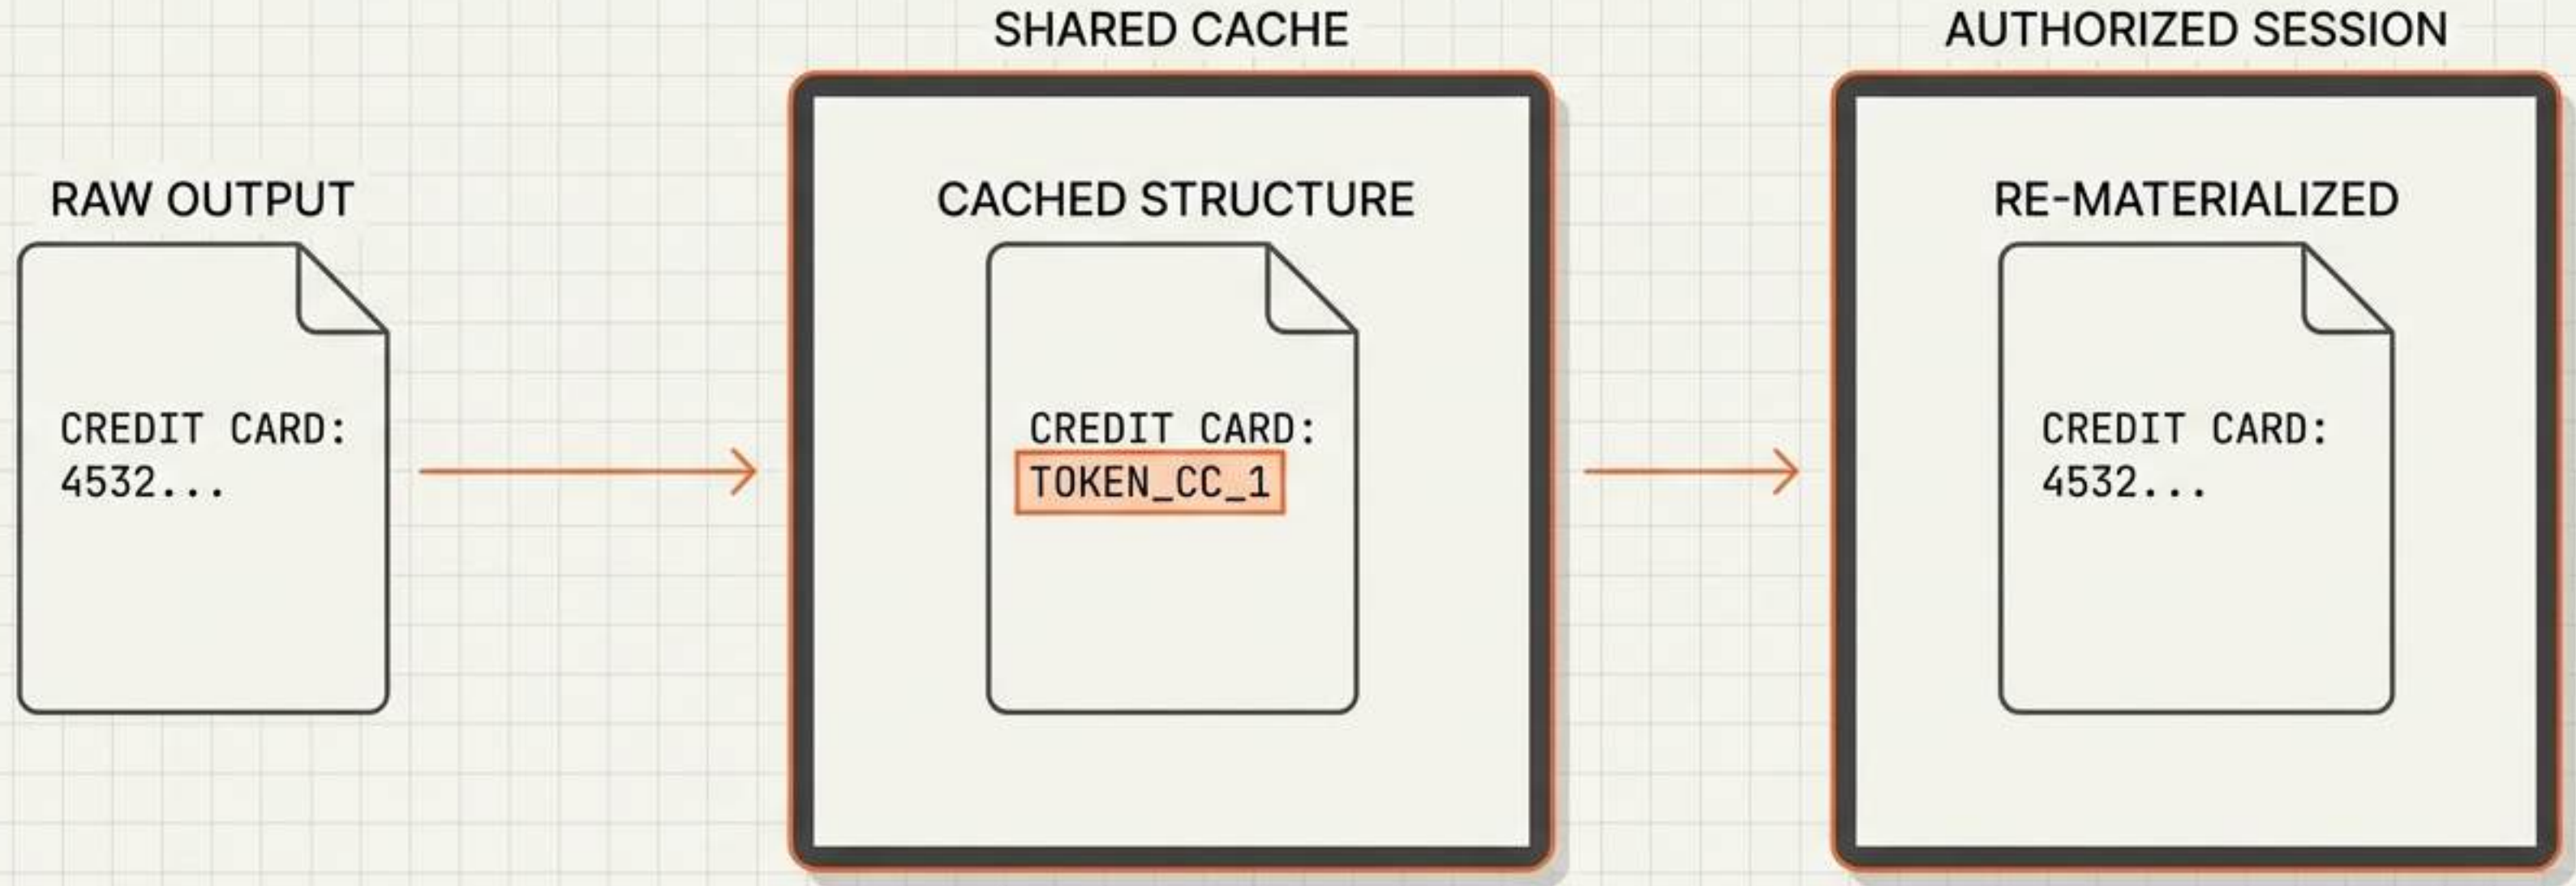 RAW OUTPUT
CREDIT CARD:
4532...
SHARED CACHE
CACHED STRUCTURE
CREDIT CARD:
TOKEN_CC_1
AUTHORIZED SESSION
RE-MATERIALIZED
CREDIT CARD:
4532...